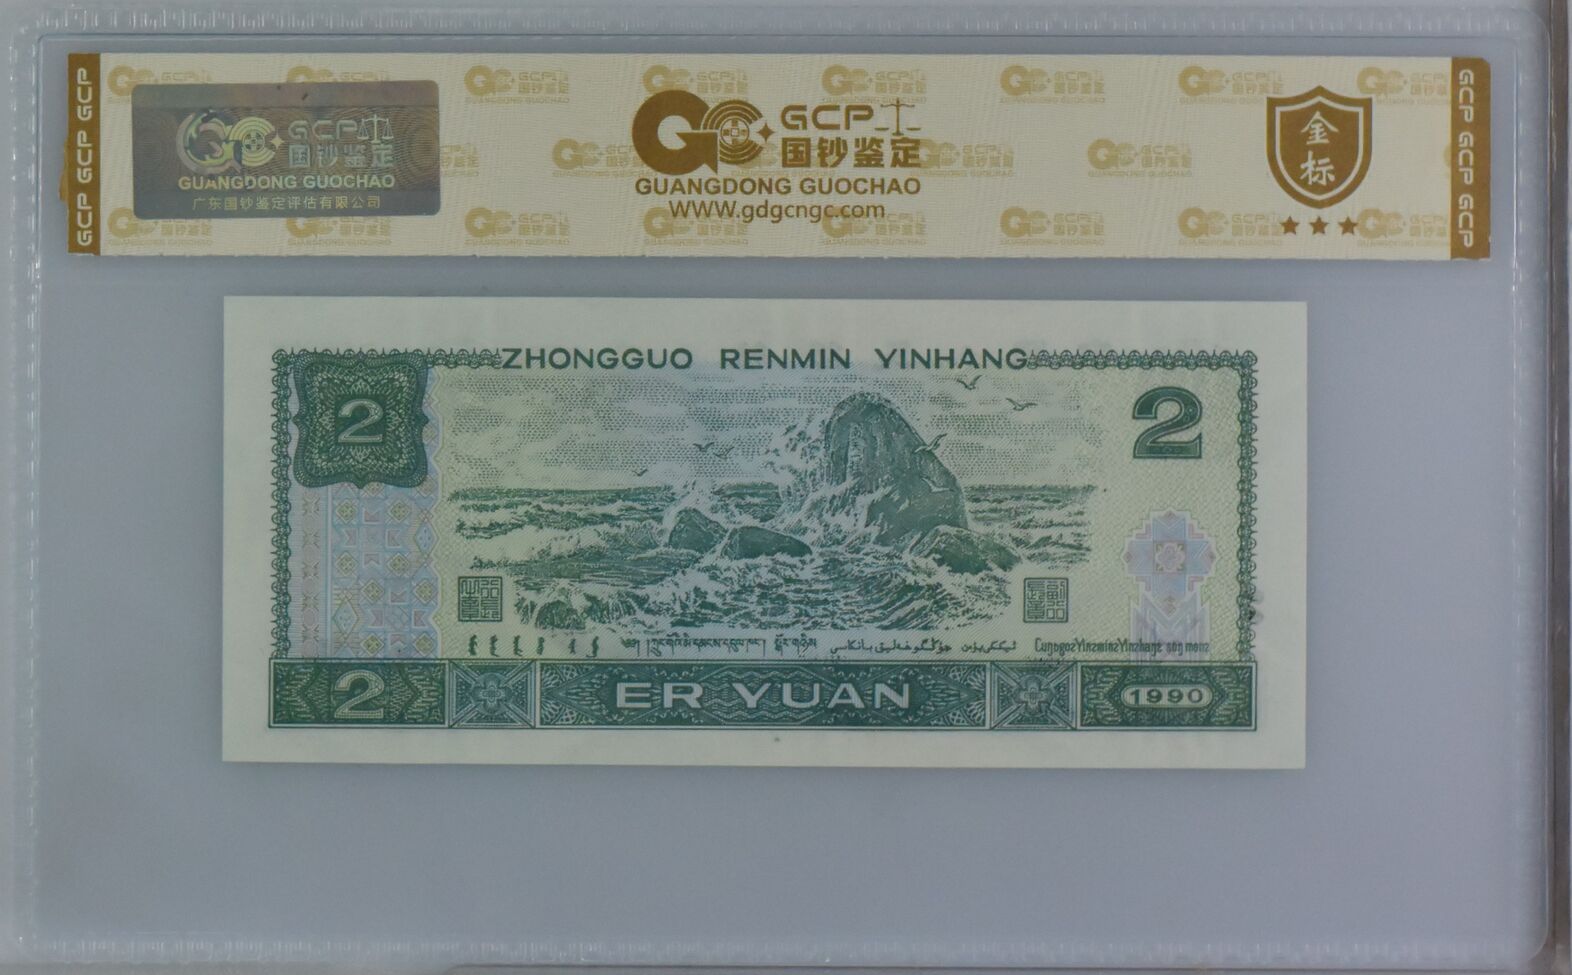 GCP GCP GCP
GCP 国钞鉴定
GUANGDONG GUOCHAO
广东国钞鉴定评估有限公司
GCP
国钞鉴定
GUANGDONG GUOCHAO
WWW.gdgcngc.com
金标
GCP GCP GCP
ZHONGGUO RENMIN YINHANG
2
2
2
ER YUAN
1990